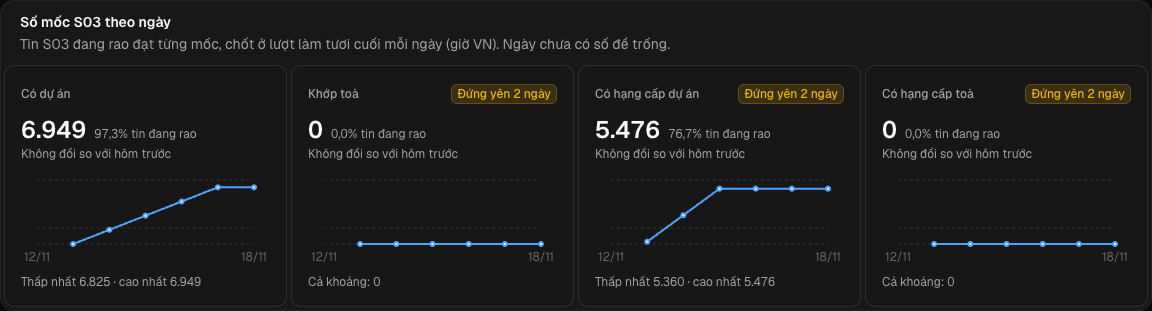 Số mốc S03 theo ngày
Tin S03 đang rao đạt từng mốc, chốt ở lượt làm tươi cuối mỗi ngày (giờ VN). Ngày chưa có số để trống.
Có dự án
6.949 97,3% tin đang rao
Không đổi so với hôm trước
12/11 18/11
Thấp nhất 6.825 · cao nhất 6.949
Khớp toà Đứng yên 2 ngày
0 0,0% tin đang rao
Không đổi so với hôm trước
12/11 18/11
Cả khoảng: 0
Có hạng cấp dự án Đứng yên 2 ngày
5.476 76,7% tin đang rao
Không đổi so với hôm trước
12/11 18/11
Thấp nhất 5.360 · cao nhất 5.476
Có hạng cấp toà Đứng yên 2 ngày
0 0,0% tin đang rao
Không đổi so với hôm trước
12/11 18/11
Cả khoảng: 0